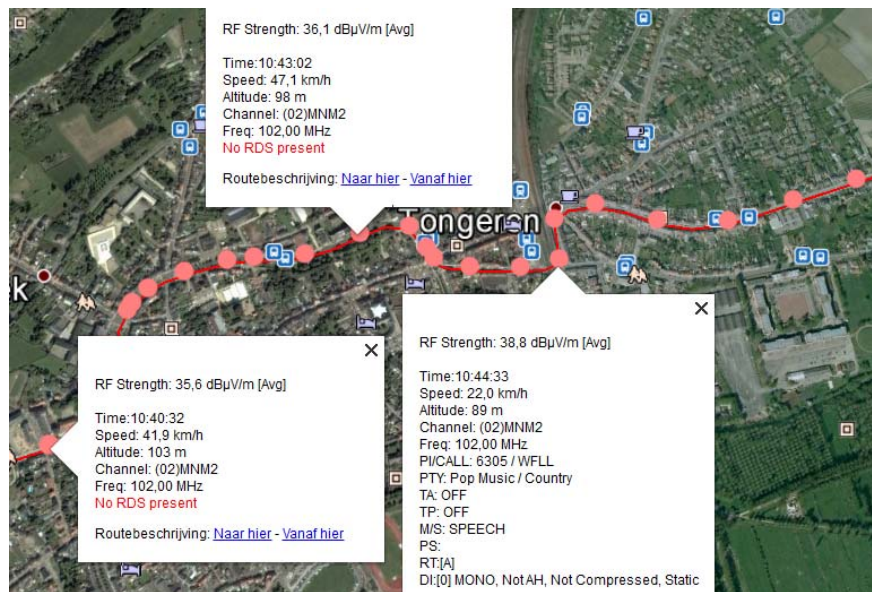 RF Strength: 36,1 dBµV/m [Avg]
Time:10:43:02
Speed: 47,1 km/h
Altitude: 98 m
Channel: (02)MNM2
Freq: 102,00 MHz
No RDS present
Routebeschrijving: Naar hier - Vanaf hier
Tongeren
k
RF Strength: 35,6 dBµV/m [Avg]
Time:10:40:32
Speed: 41,9 km/h
Altitude: 103 m
Channel: (02)MNM2
Freq: 102,00 MHz
No RDS present
Routebeschrijving: Naar hier - Vanaf hier
RF Strength: 38,8 dBµV/m [Avg]
Time:10:44:33
Speed: 22,0 km/h
Altitude: 89 m
Channel: (02)MNM2
Freq: 102,00 MHz
PI/CALL: 6305 / WFLL
PTY: Pop Music / Country
TA: OFF
TP: OFF
M/S: SPEECH
PS:
RT:[A]
DI:[0] MONO, Not AH, Not Compressed, Static